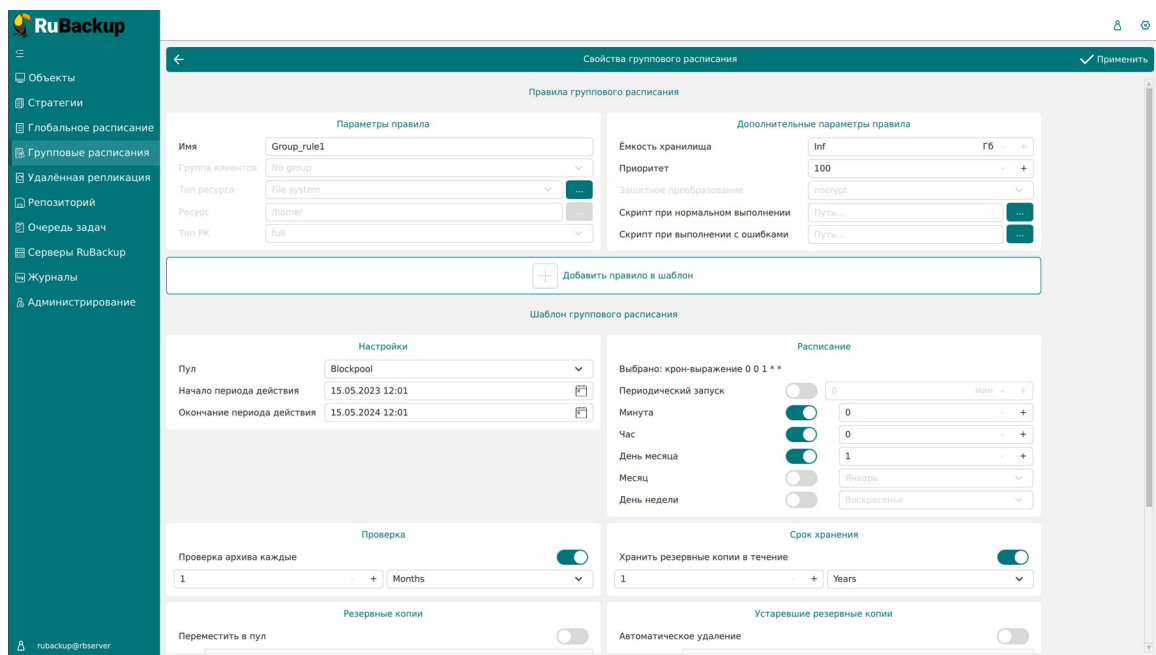 RuBackup
Объекты
Стратегии
Глобальное расписание
Групповые расписания
Удалённая репликация
Репозиторий
Очередь задач
Серверы RuBackup
Журналы
Администрирование
rubackup@rbserver
Свойства группового расписания
Применить
Правила группового расписания
Параметры правила
Имя Group_rule1
Группа клиентов No group
Тип ресурса File system ...
Ресурс /home/ ...
Тип РК full
Дополнительные параметры правила
Ёмкость хранилища Inf Гб - +
Приоритет 100 - +
Защитное преобразование nocrypt
Скрипт при нормальном выполнении Путь... ...
Скрипт при выполнении с ошибками Путь... ...
+ Добавить правило в шаблон
Шаблон группового расписания
Настройки
Пул Blockpool
Начало периода действия 15.05.2023 12:01
Окончание периода действия 15.05.2024 12:01
Расписание
Выбрано: крон-выражение 0 0 1 * *
Периодический запуск 0 мин. - +
Минута 0 - +
Час 0 - +
День месяца 1 - +
Месяц Январь
День недели Воскресенье
Проверка
Проверка архива каждые
1 - + Months
Срок хранения
Хранить резервные копии в течение
1 - + Years
Резервные копии
Переместить в пул
Устаревшие резервные копии
Автоматическое удаление